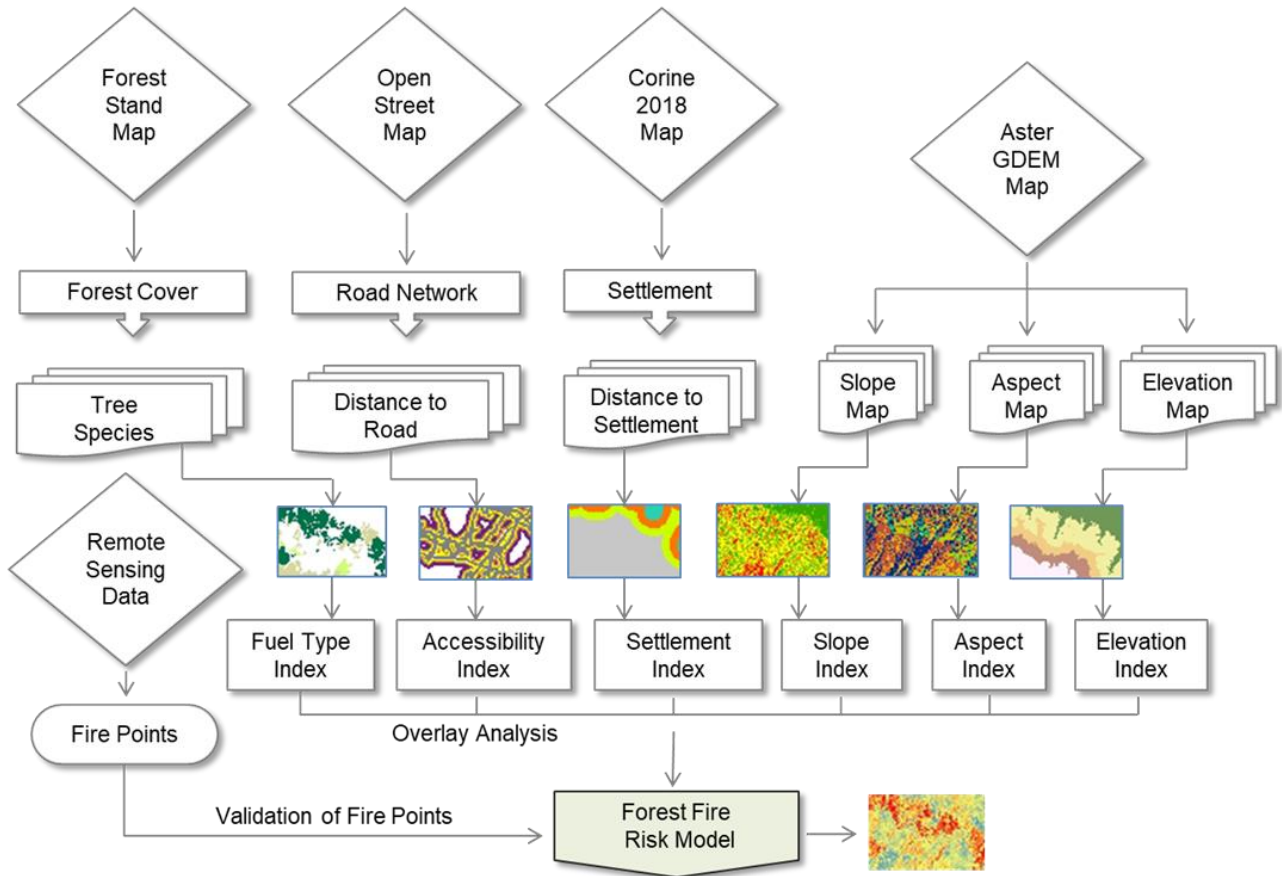 Forest
Stand
Map
Open
Street
Map
Corine
2018
Map
Aster
GDEM
Map
Forest Cover
Road Network
Settlement
Tree
Species
Distance to
Road
Distance to
Settlement
Slope
Map
Aspect
Map
Elevation
Map
Remote
Sensing
Data
Fuel Type
Index
Accessibility
Index
Settlement
Index
Slope
Index
Aspect
Index
Elevation
Index
Fire Points
Overlay Analysis
Validation of Fire Points
Forest Fire
Risk Model